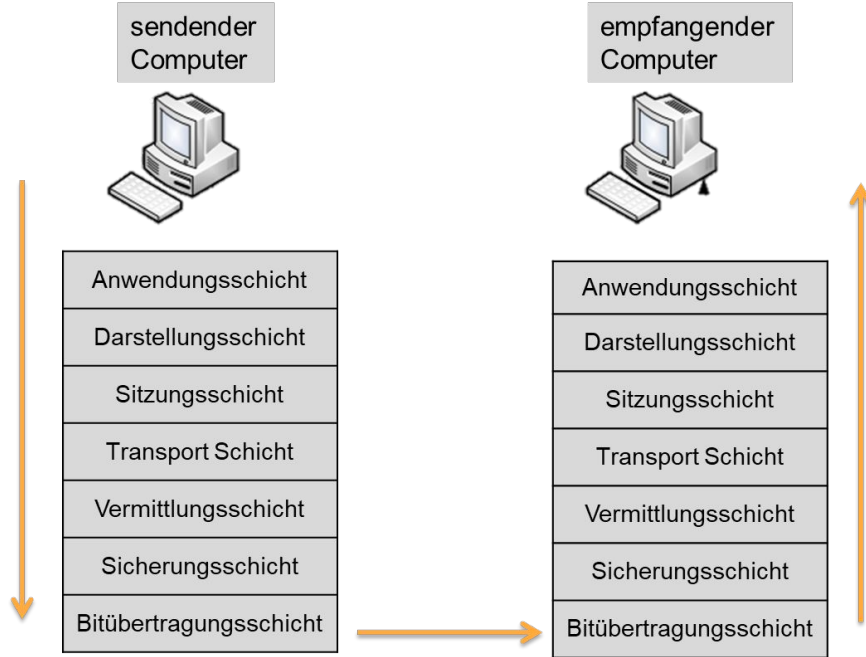 sendender
Computer
empfangender
Computer
Anwendungsschicht
Darstellungsschicht
Sitzungsschicht
Transport Schicht
Vermittlungsschicht
Sicherungsschicht
Bitübertragungsschicht
Anwendungsschicht
Darstellungsschicht
Sitzungsschicht
Transport Schicht
Vermittlungsschicht
Sicherungsschicht
Bitübertragungsschicht